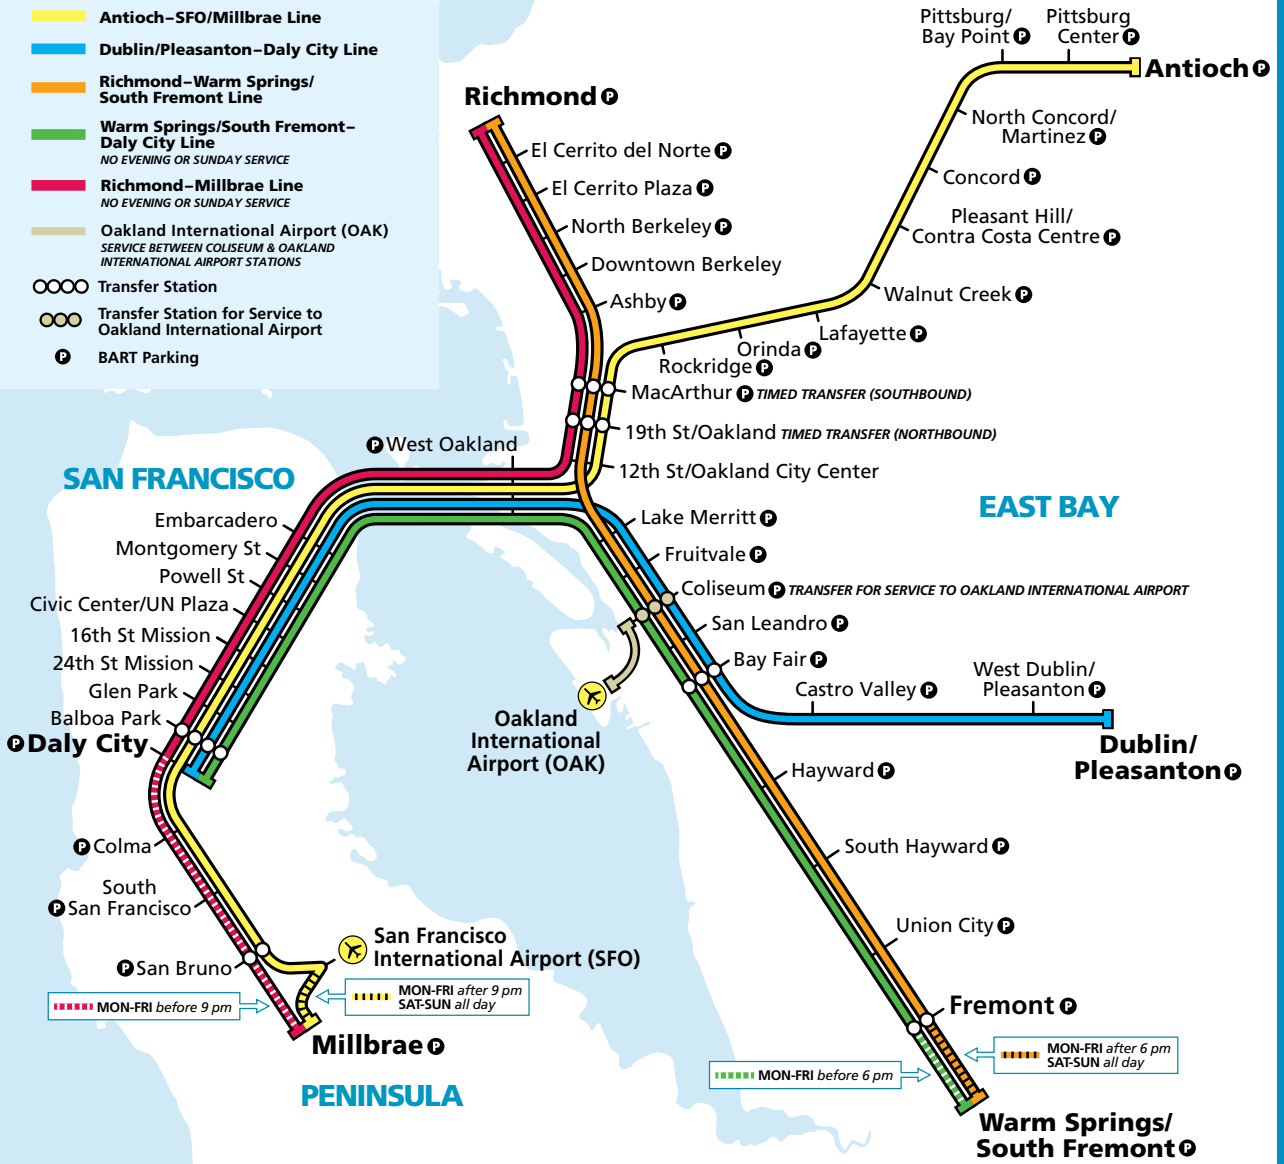 Antioch–SFO/Millbrae Line
Dublin/Pleasanton–Daly City Line
Richmond–Warm Springs/
South Fremont Line
Warm Springs/South Fremont–
Daly City Line
NO EVENING OR SUNDAY SERVICE
Richmond–Millbrae Line
NO EVENING OR SUNDAY SERVICE
Oakland International Airport (OAK)
SERVICE BETWEEN COLISEUM & OAKLAND
INTERNATIONAL AIRPORT STATIONS
Transfer Station
Transfer Station for Service to
Oakland International Airport
P BART Parking
Pittsburg/
Bay Point P
Pittsburg
Center P
Antioch P
North Concord/
Martinez P
Concord P
Pleasant Hill/
Contra Costa Centre P
Walnut Creek P
Lafayette P
Orinda P
Rockridge P
Richmond P
El Cerrito del Norte P
El Cerrito Plaza P
North Berkeley P
Downtown Berkeley
Ashby P
MacArthur P TIMED TRANSFER (SOUTHBOUND)
19th St/Oakland TIMED TRANSFER (NORTHBOUND)
12th St/Oakland City Center
P West Oakland
SAN FRANCISCO
EAST BAY
Embarcadero
Montgomery St
Powell St
Civic Center/UN Plaza
16th St Mission
24th St Mission
Glen Park
Balboa Park
P Daly City
Lake Merritt P
Fruitvale P
Coliseum P TRANSFER FOR SERVICE TO OAKLAND INTERNATIONAL AIRPORT
San Leandro P
Bay Fair P
Castro Valley P
West Dublin/
Pleasanton P
Dublin/
Pleasanton P
Oakland
International
Airport (OAK)
Hayward P
South Hayward P
Union City P
Fremont P
P Colma
South
P San Francisco
P San Bruno
San Francisco
International Airport (SFO)
MON-FRI before 9 pm
MON-FRI after 9 pm
SAT-SUN all day
Millbrae P
PENINSULA
MON-FRI before 6 pm
MON-FRI after 6 pm
SAT-SUN all day
Warm Springs/
South Fremont P